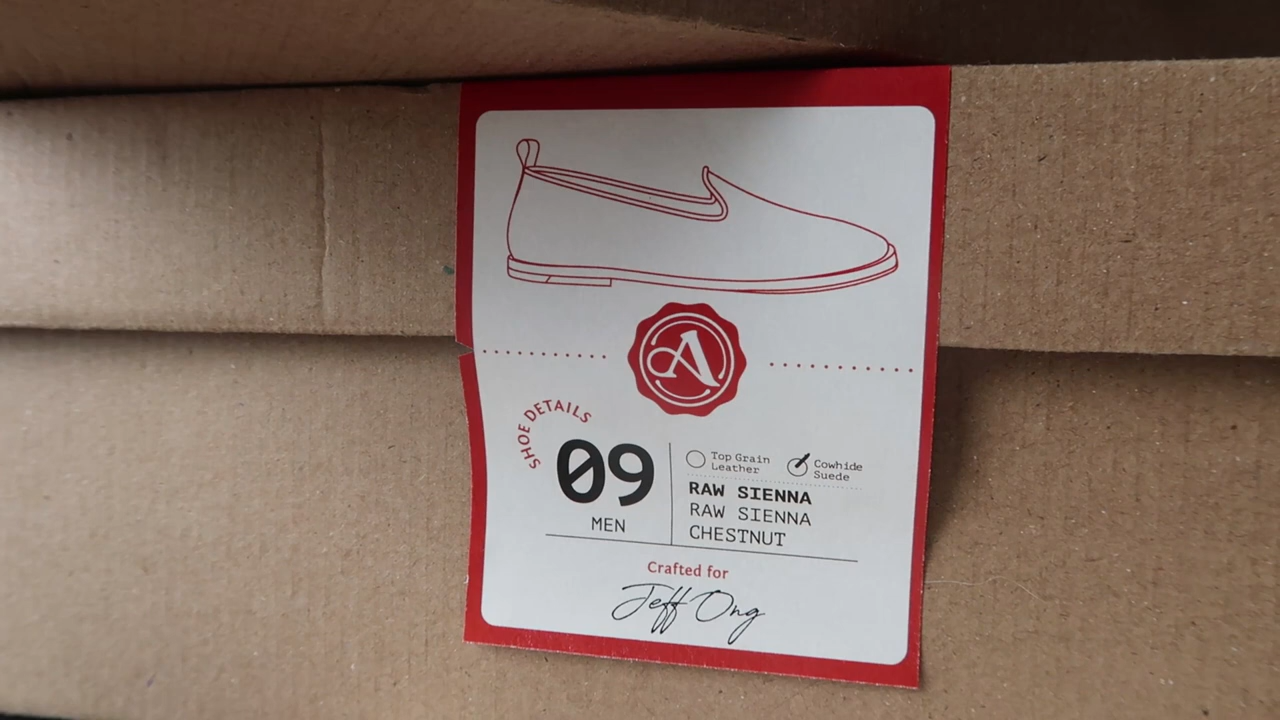 A
SHOE DETAILS
09
MEN
Top Grain
Leather
Cowhide
Suede
RAW SIENNA
RAW SIENNA
CHESTNUT
Crafted for
Jeff Ong